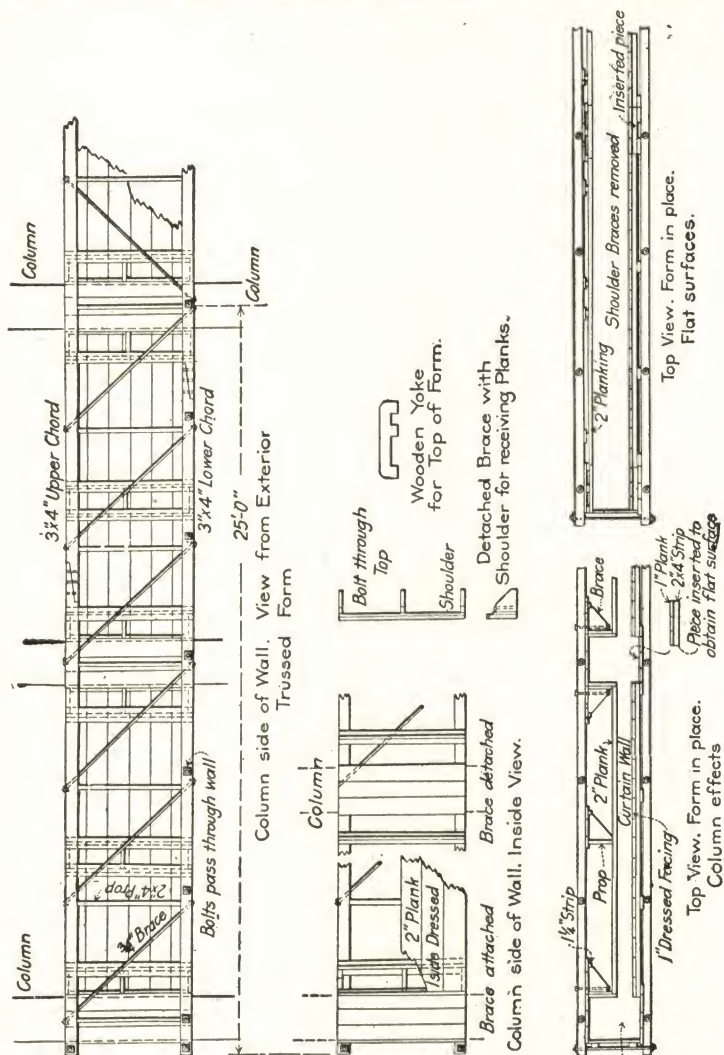 Column
Column
Column
3"x4" Upper Chord
3"x4" Lower Chord
2"x4" Prop
3/4" Brace
Bolts pass through wall
25'-0"
Column side of Wall. View from Exterior
Trussed Form
Column
2" Plank
1 side Dressed
Brace attached
Brace detached
Column side of Wall. Inside View.
Bolt through
Top
Shoulder
Wooden Yoke
for Top of Form.
Detached Brace with
Shoulder for receiving Planks.
1½" Strip
Prop
2" Plank
Curtain Wall
Brace
1" Dressed Facing
1" Plank
2"x4" Strip
Piece inserted to
obtain flat surface
Top View. Form in place.
Column effects
2" Planking
Shoulder Braces removed
Inserted piece
Top View. Form in place.
Flat surfaces.